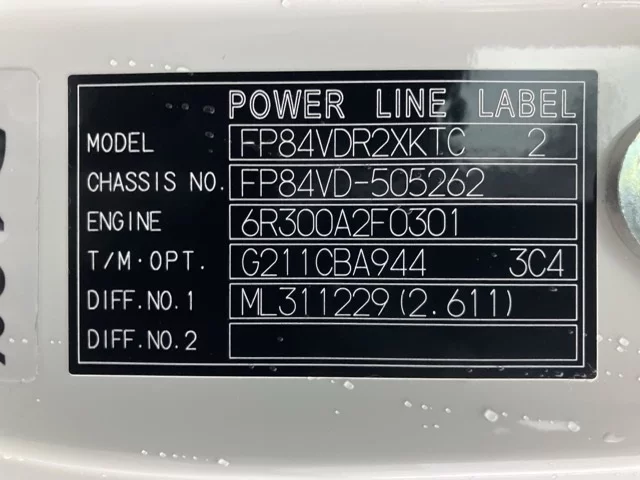 POWER LINE LABEL
MODEL FP84VDR2XKTC 2
CHASSIS NO. FP84VD-505262
ENGINE 6R300A2F0301
T/M·OPT. G211CBA944 3C4
DIFF.NO.1 ML311229(2.611)
DIFF.NO.2